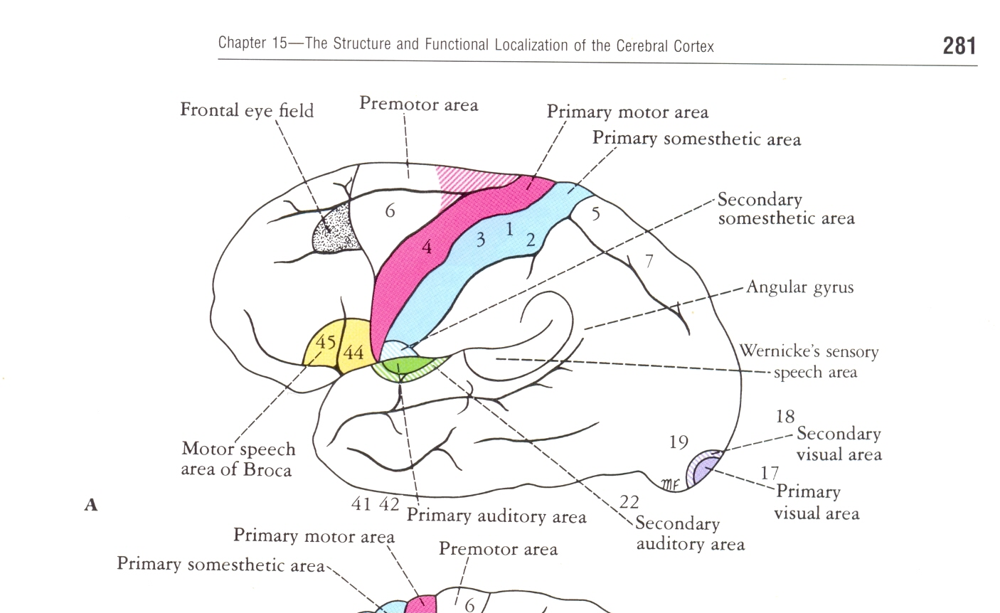 Chapter 15—The Structure and Functional Localization of the Cerebral Cortex
281
Frontal eye field
Premotor area
Primary motor area
Primary somesthetic area
Secondary
somesthetic area
6
5
1
3
2
4
7
8
Angular gyrus
45
44
Wernicke's sensory
speech area
18
19
Secondary
visual area
Motor speech
area of Broca
17
MF
Primary
visual area
A
41 42
Primary auditory area
22
Secondary
auditory area
Primary motor area
Premotor area
Primary somesthetic area
6